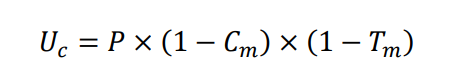 U_c = P × (1 − C_m) × (1 − T_m)